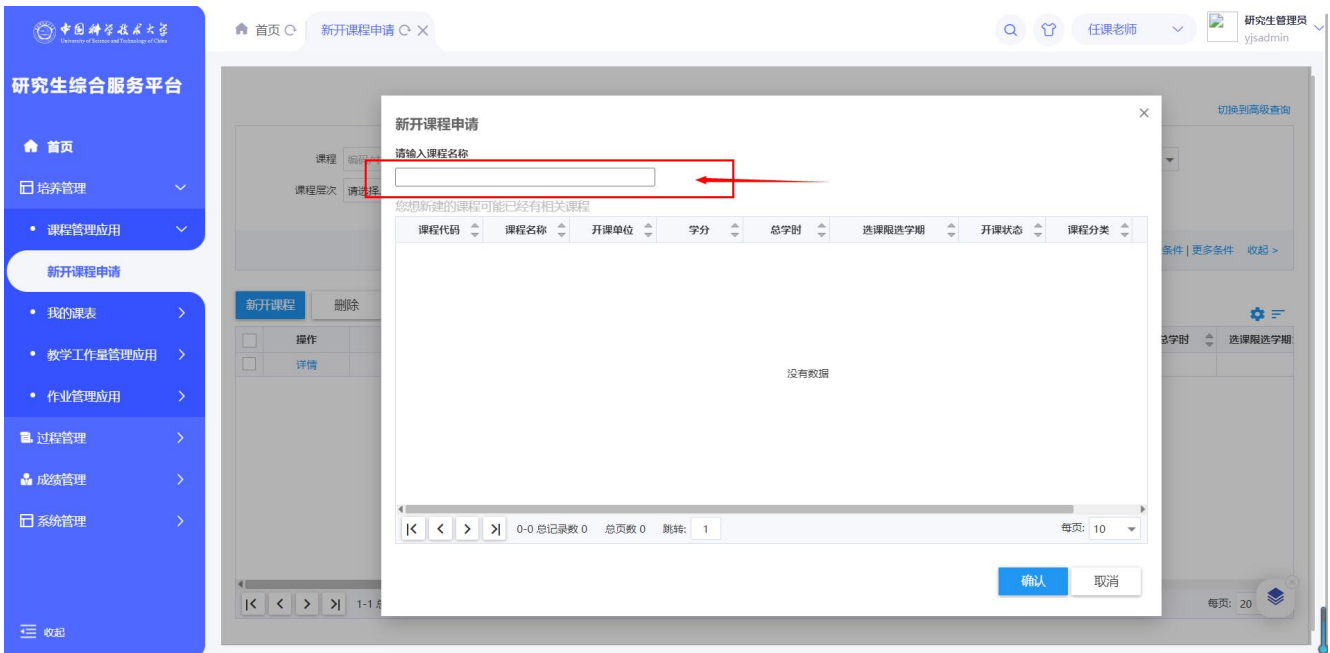 中国科学技术大学
University of Science and Technology of China
首页
新开课程申请
任课老师
研究生管理员
yjsadmin
研究生综合服务平台
首页
培养管理
课程管理应用
新开课程申请
我的课表
教学工作量管理应用
作业管理应用
过程管理
成绩管理
系统管理
收起
切换到高级查询
课程 编码/
课程层次 请选择
条件 | 更多条件 收起 >
新开课程 删除
操作
总学时 选课限选学期
详情
1-1
每页: 20
新开课程申请
请输入课程名称
您想新建的课程可能已经有相关课程
课程代码 课程名称 开课单位 学分 总学时 选课限选学期 开课状态 课程分类
没有数据
0-0 总记录数 0 总页数 0 跳转: 1 每页: 10
确认 取消